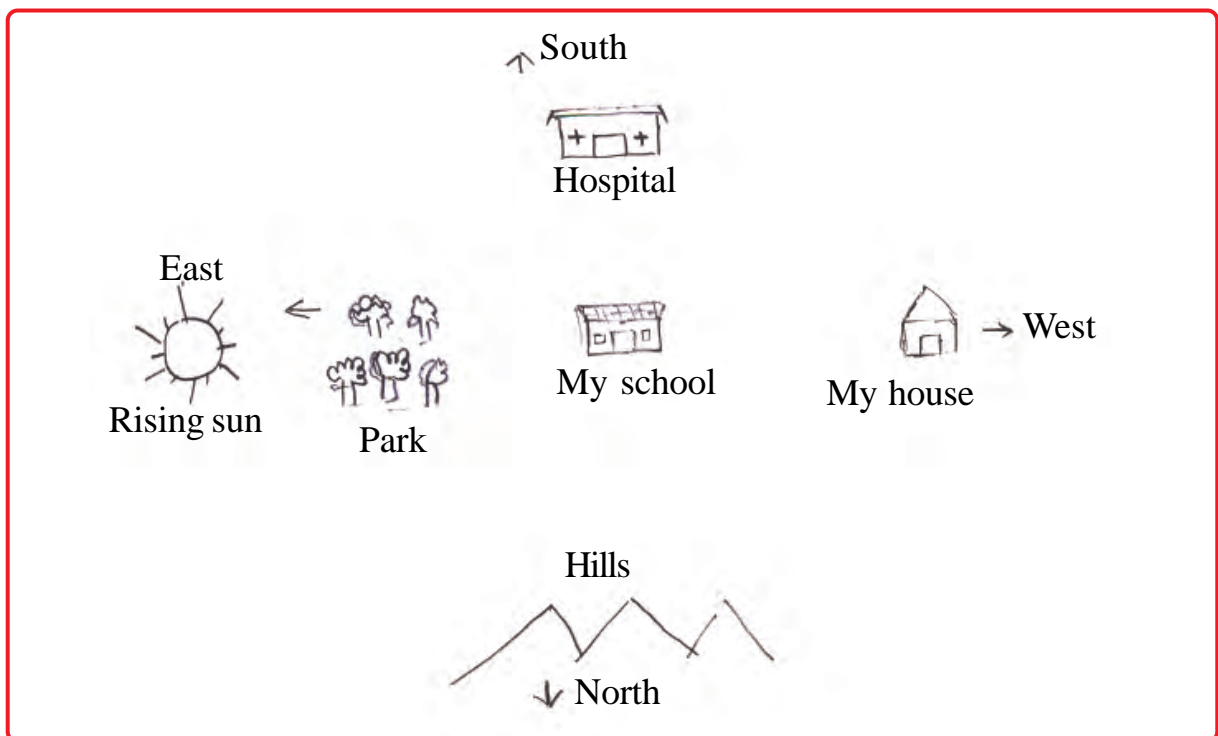 South
Hospital
East
West
My school
My house
Rising sun
Park
Hills
North